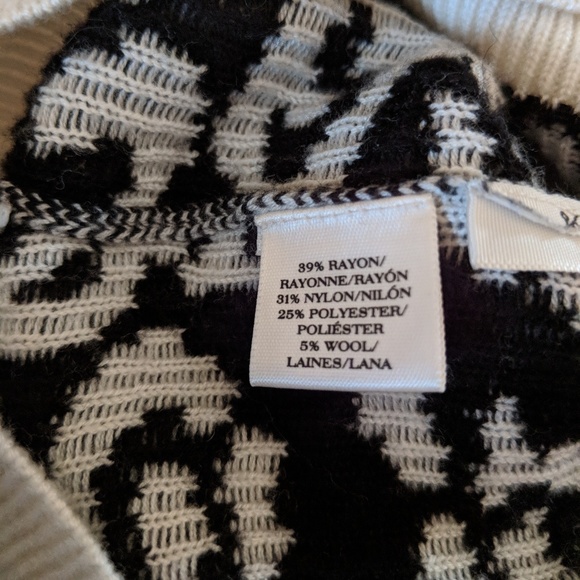 39% RAYON/
RAYONNE/RAYÓN
31% NYLON/NILÓN
25% POLYESTER/
POLIÉSTER
5% WOOL/
LAINES/LANA